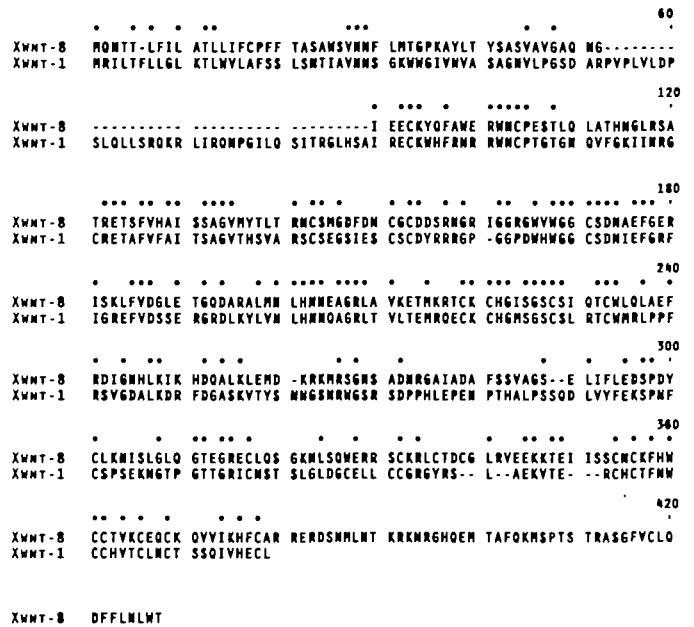 60
XWNT-8 MQNTT-LFIL ATLLIFCPFF TASAWSVNNF LMTGPKAYLT YSASVAVGAQ NG--------
XWNT-1 MRILTFLLGL KTLWVLAFSS LSNTIAVNNS GKWWGIVNVA SAGNVLPGSD ARPVPLVLDP
120
XWNT-8 ---------- ---------- ---------I EECKYQFAWE RWNCPESTLQ LATHNGLRSA
XWNT-1 SLQLLSRQKR LIRQNPGILQ SITRGLHSAI RECKWHFRNR RWNCPTGTGN QVFGKIINRG
180
XWNT-8 TRETSFVHAI SSAGVMYTLT RNCSMGDFDN CGCDDSRNGR IGGRGWVWGG CSDNAEFGER
XWNT-1 CRETAFVFAI TSAGVTHSVA RSCSEGSIES CSCDYRRRGP -GGPDWHWGG CSDNIEFGRF
240
XWNT-8 ISKLFVDGLE TGQDARALMN LHNNEAGRLA VKETMKRTCK CHGISGSCSI QTCWLQLAEF
XWNT-1 IGREFVDSSE RGRDLKYLVN LHNNQAGRLT VLTEMRQECK CHGMSGSCSL RTCWMRLPPF
300
XWNT-8 RDIGNHLKIK HDQALKLEMD -KRKMRSGNS ADNRGAIADA FSSVAGS--E LIFLEDSPDY
XWNT-1 RSVGDALKDR FDGASKVTYS NNGSNRWGSR SDPPHLEPEN PTHALPSSQD LVYFEKSPNF
360
XWNT-8 CLKNISLGLQ GTEGRECLQS GKNLSQWERR SCKRLCTDCG LRVEEKKTEI ISSCNCKFHW
XWNT-1 CSPSEKNGTP GTTGRICNST SLGLDGCELL CCGRGYRS-- L--AEKVTE- --RCHCTFNW
420
XWNT-8 CCTVKCEQCK QVVIKHFCAR RERDSNMLNT KRKNRGHQEM TAFQKMSPTS TRASGFVCLQ
XWNT-1 CCHVTCLNCT SSQIVHECL
XWNT-8 DFFLNLWT